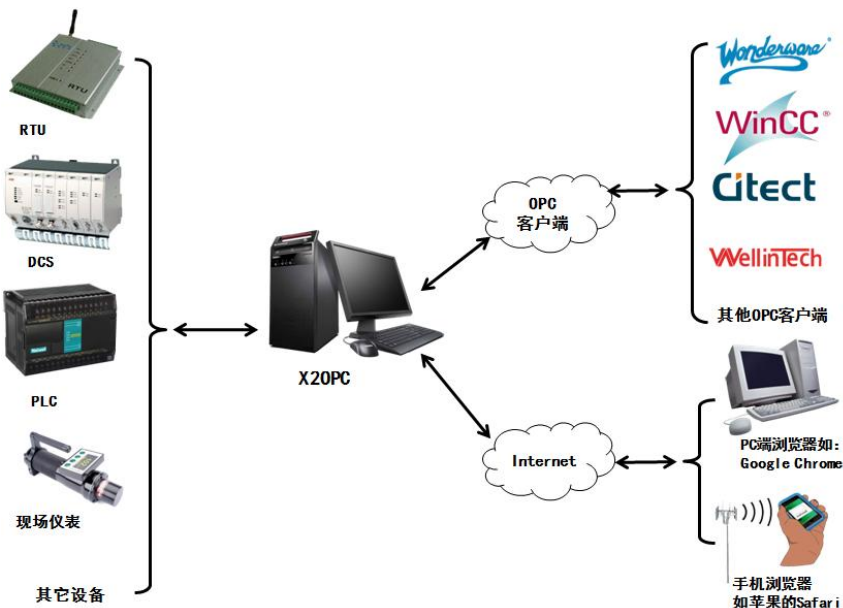 RTU
DCS
PLC
现场仪表
其它设备
X2OPC
OPC
客户端
Internet
Wonderware
WinCC
Citect
WellinTech
其他OPC客户端
PC端浏览器如:
Google Chrome
手机浏览器
如苹果的Safari